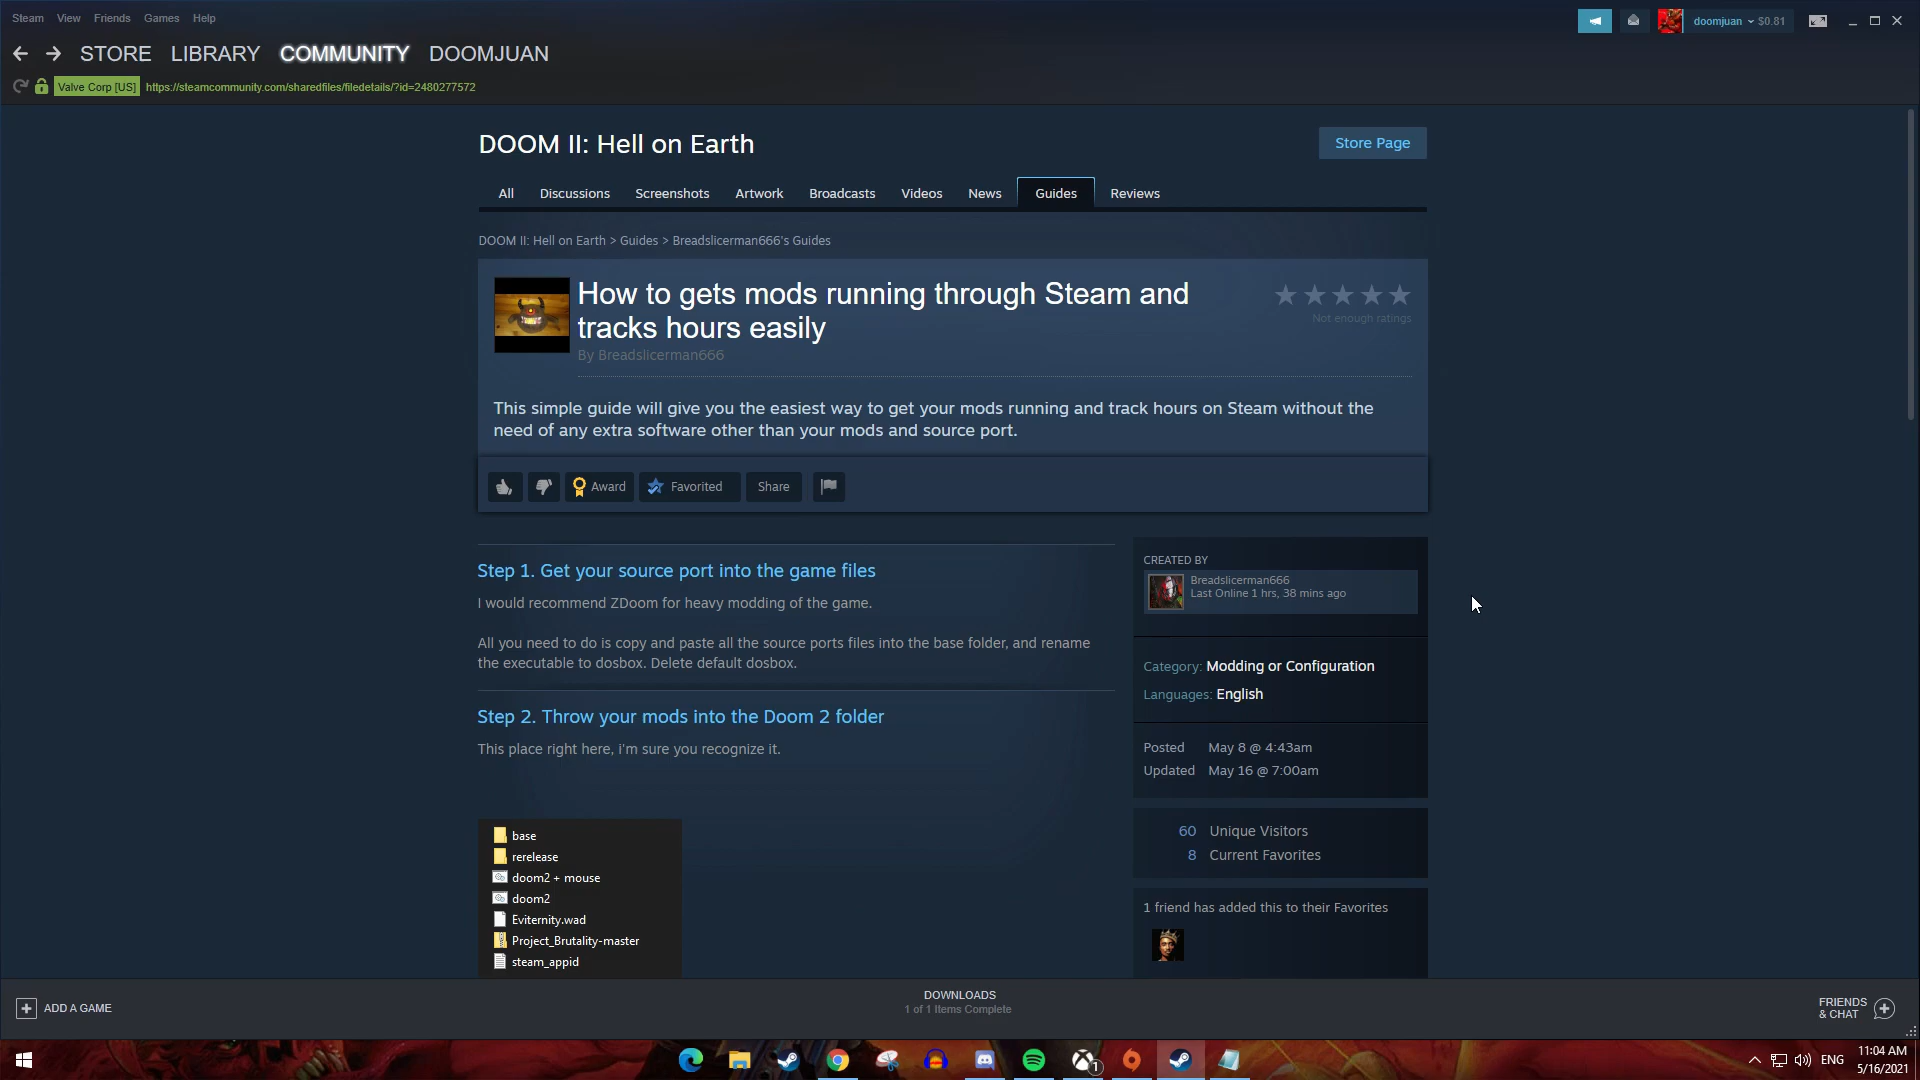 Steam View Friends Games Help
doomjuan $0.81
STORE LIBRARY COMMUNITY DOOMJUAN
Valve Corp [US] https://steamcommunity.com/sharedfiles/filedetails/?id=2480277572
DOOM II: Hell on Earth
Store Page
All Discussions Screenshots Artwork Broadcasts Videos News Guides Reviews
DOOM II: Hell on Earth > Guides > Breadslicerman666's Guides
How to gets mods running through Steam and
tracks hours easily
Not enough ratings
By Breadslicerman666
This simple guide will give you the easiest way to get your mods running and track hours on Steam without the
need of any extra software other than your mods and source port.
Award Favorited Share
Step 1. Get your source port into the game files
I would recommend ZDoom for heavy modding of the game.
All you need to do is copy and paste all the source ports files into the base folder, and rename
the executable to dosbox. Delete default dosbox.
Step 2. Throw your mods into the Doom 2 folder
This place right here, i'm sure you recognize it.
base
rerelease
doom2 + mouse
doom2
Eviternity.wad
Project_Brutality-master
steam_appid
CREATED BY
Breadslicerman666
Last Online 1 hrs, 38 mins ago
Category: Modding or Configuration
Languages: English
Posted May 8 @ 4:43am
Updated May 16 @ 7:00am
60 Unique Visitors
8 Current Favorites
1 friend has added this to their Favorites
ADD A GAME
DOWNLOADS
1 of 1 Items Complete
FRIENDS
& CHAT
1
ENG
11:04 AM
5/16/2021